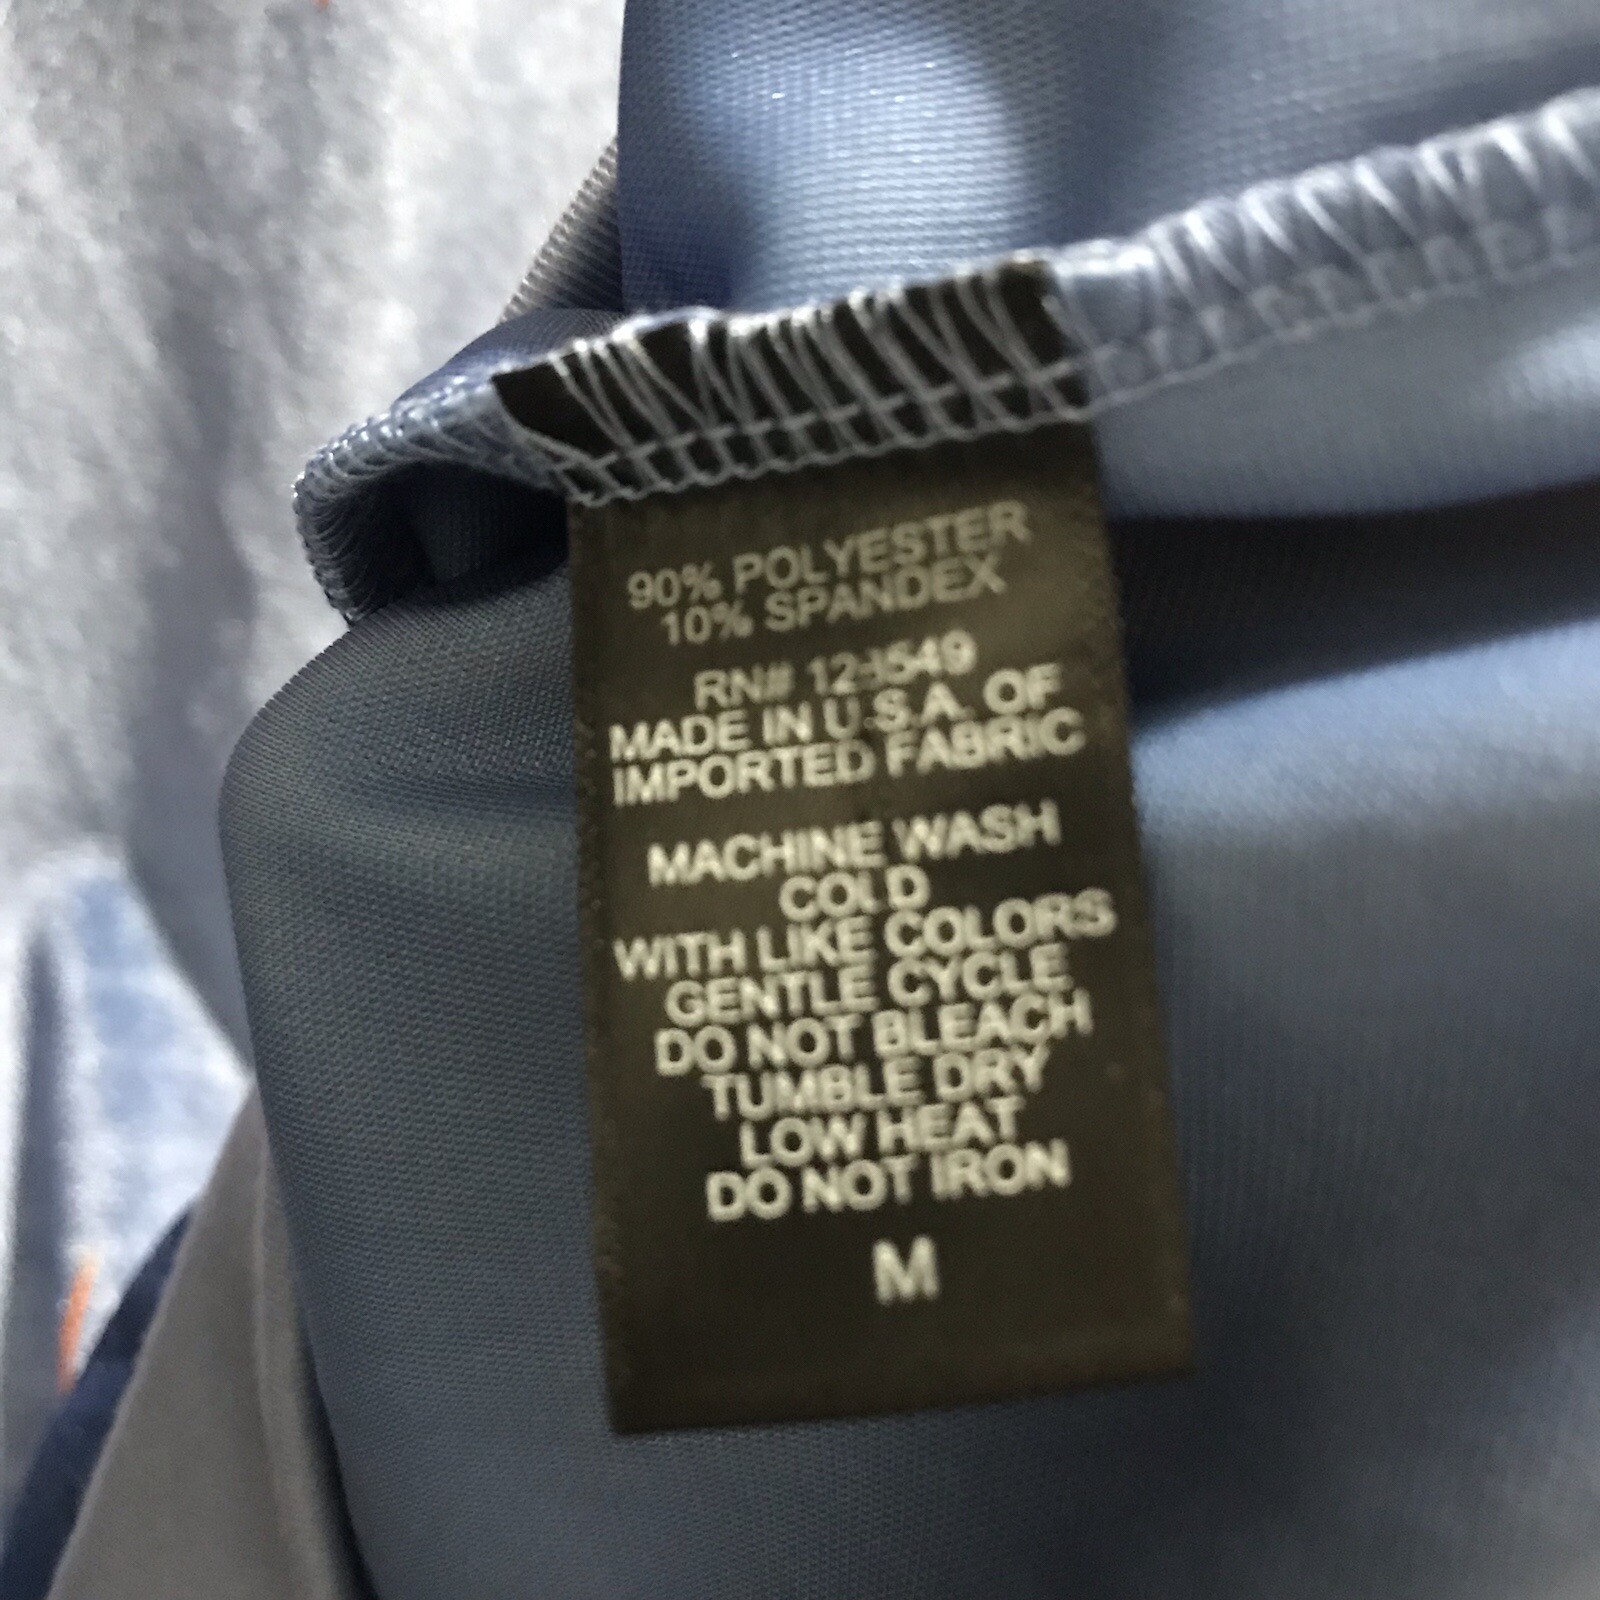 90% POLYESTER
10% SPANDEX
RN#
MADE IN U.S.A. OF
IMPORTED FABRIC
MACHINE WASH
COLD
WITH LIKE COLORS
GENTLE CYCLE
DO NOT BLEACH
TUMBLE DRY
LOW HEAT
DO NOT IRON
M